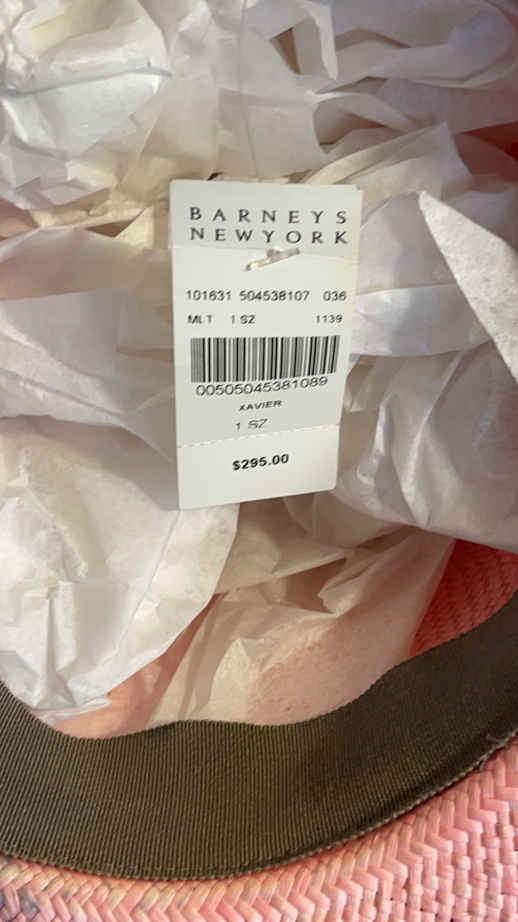 BARNEYS
NEWYORK
101631 504538107 036
MLT 1 SZ 1139
00505045381089
XAVIER
1 SZ
$295.00